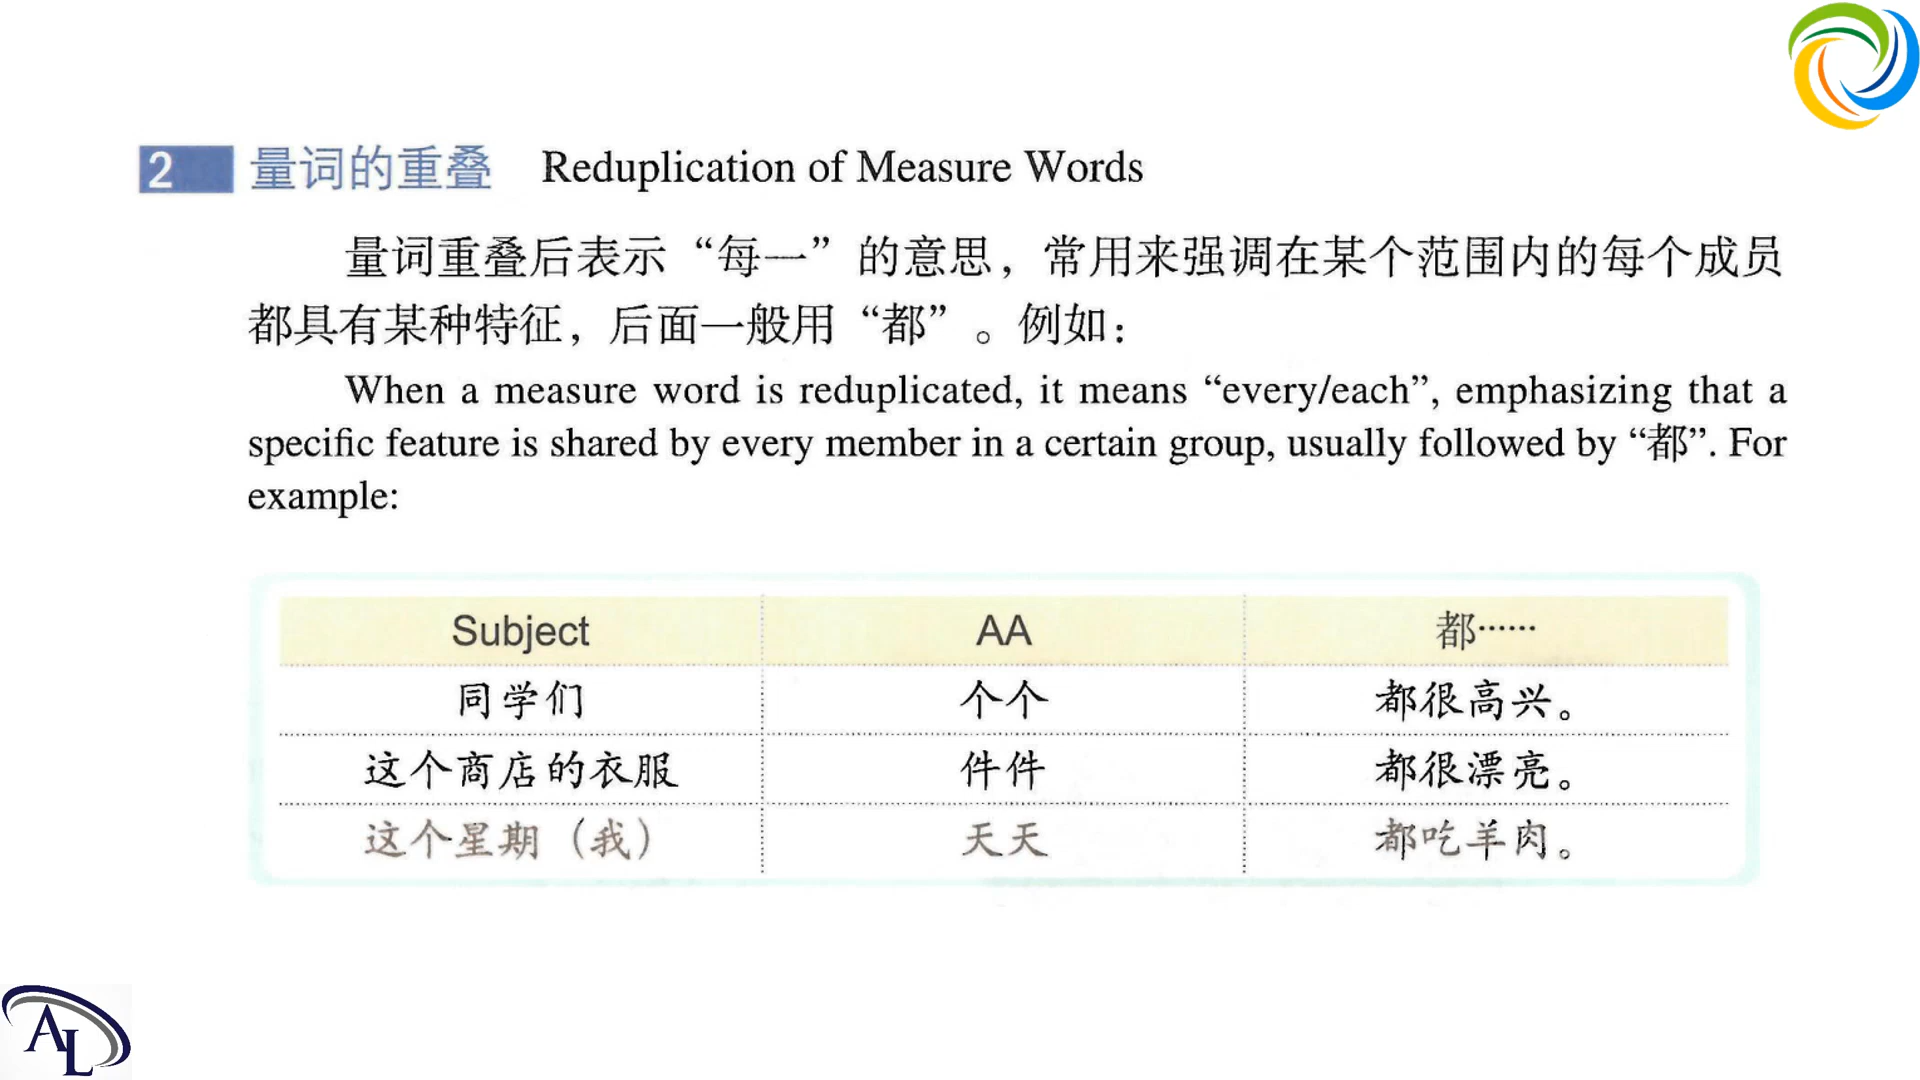 2 量词的重叠 Reduplication of Measure Words
量词重叠后表示“每一”的意思，常用来强调在某个范围内的每个成员
都具有某种特征，后面一般用“都”。例如：
When a measure word is reduplicated, it means “every/each”, emphasizing that a
specific feature is shared by every member in a certain group, usually followed by “都”. For
example:
Subject AA 都……
同学们 个个 都很高兴。
这个商店的衣服 件件 都很漂亮。
这个星期（我） 天天 都吃羊肉。
AL